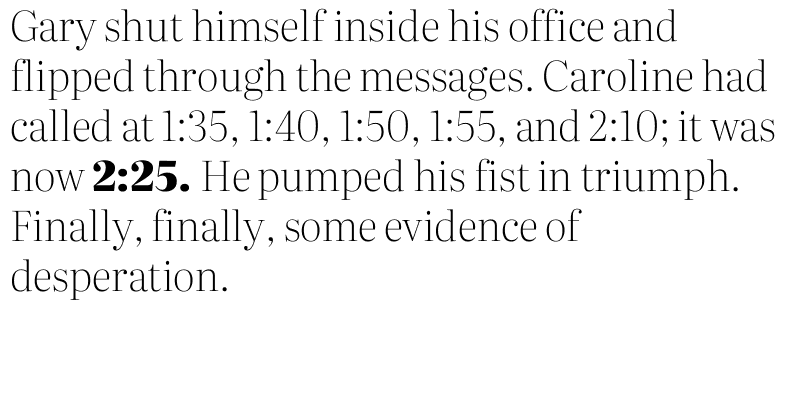 Gary shut himself inside his office and
flipped through the messages. Caroline had
called at 1:35, 1:40, 1:50, 1:55, and 2:10; it was
now 2:25. He pumped his fist in triumph.
Finally, finally, some evidence of
desperation.